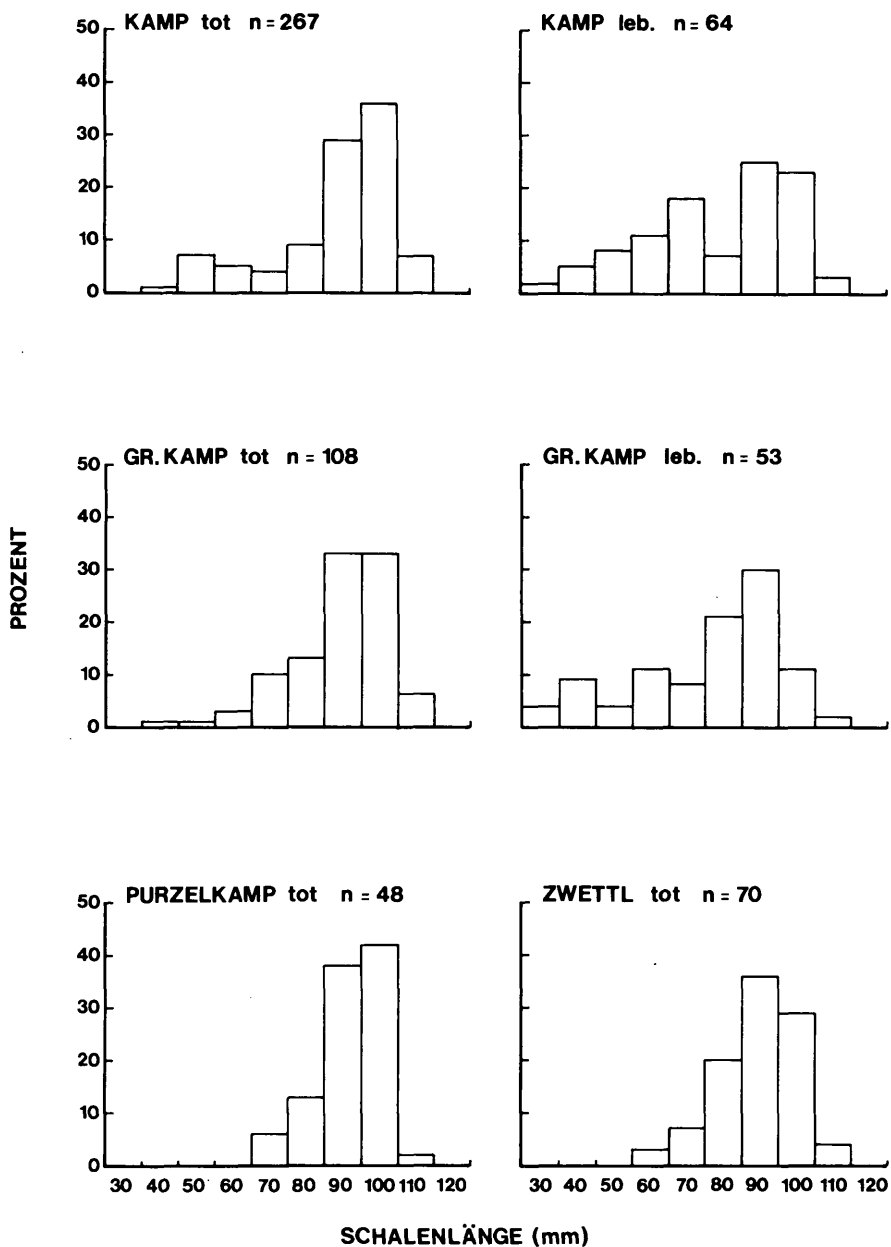 KAMP tot n = 267
KAMP leb. n = 64
50
40
30
20
10
0
GR. KAMP tot n = 108
GR. KAMP leb. n = 53
50
40
30
20
10
0
PROZENT
PURZELKAMP tot n = 48
ZWETTL tot n = 70
50
40
30
20
10
0
30 40 50 60 70 80 90 100 110 120
30 40 50 60 70 80 90 100 110 120
SCHALENLÄNGE (mm)